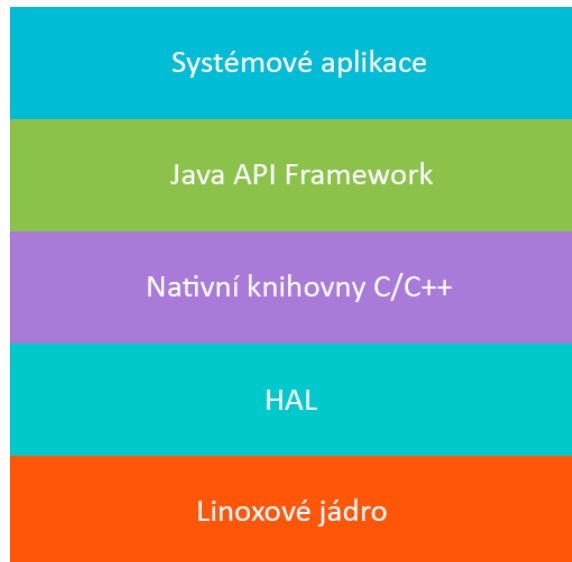 Systémové aplikace
Java API Framework
Nativní knihovny C/C++
HAL
Linoxové jádro